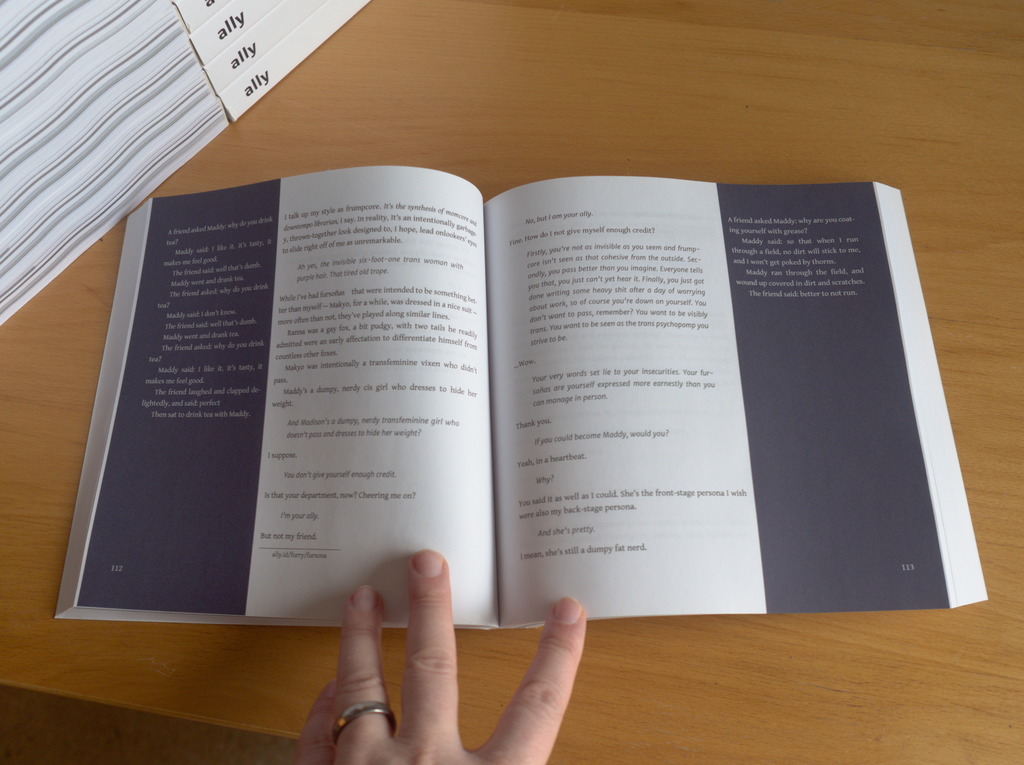 a
ally
ally
ally
A friend asked Maddy: why do you drink
tea?
Maddy said: I like it. It's tasty, it
makes me feel good.
The friend said: well that's dumb.
Maddy went and drank tea.
The friend asked: why do you drink
tea?
Maddy said: I don't know.
The friend said: well that's dumb.
Maddy went and drank tea.
The friend asked: why do you drink
tea?
Maddy said: I like it. It's tasty, it
makes me feel good.
The friend laughed and clapped de-
lightedly, and said: perfect
Then sat to drink tea with Maddy.
112
I talk up my style as frumpcore. It's the synthesis of momcore and
downtempo librarian, I say. In reality, it's an intentionally garbage-
y, thrown-together look designed to, I hope, lead onlookers' eyes
to slide right off of me as unremarkable.
Ah yes, the invisible six-foot-one trans woman with
purple hair. That tired old trope.
While I've had fursoñas that were intended to be something bet-
ter than myself — Makyo, for a while, was dressed in a nice suit —
more often than not, they've played along similar lines.
Ranna was a gay fox, a bit pudgy, with two tails he readily
admitted were an early affectation to differentiate himself from
countless other foxes.
Makyo was intentionally a transfeminine vixen who didn't
pass.
Maddy's a dumpy, nerdy cis girl who dresses to hide her
weight.
And Madison's a dumpy, nerdy transfeminine girl who
doesn't pass and dresses to hide her weight?
I suppose.
You don't give yourself enough credit.
Is that your department, now? Cheering me on?
I'm your ally.
But not my friend.
ally.id/furry/fursona
No, but I am your ally.
Fine. How do I not give myself enough credit?
Firstly, you're not as invisible as you seem and frump-
core isn't seen as that cohesive from the outside. Sec-
ondly, you pass better than you imagine. Everyone tells
you that, you just can't yet hear it. Finally, you just got
done writing some heavy shit after a day of worrying
about work, so of course you're down on yourself. You
don't want to pass, remember? You want to be visibly
trans. You want to be seen as the trans psychopomp you
strive to be.
...Wow.
Your very words set lie to your insecurities. Your fur-
soñas are yourself expressed more earnestly than you
can manage in person.
Thank you.
If you could become Maddy, would you?
Yeah, in a heartbeat.
Why?
You said it as well as I could. She's the front-stage persona I wish
were also my back-stage persona.
And she's pretty.
I mean, she's still a dumpy fat nerd.
A friend asked Maddy: why are you coat-
ing yourself with grease?
Maddy said: so that when I run
through a field, no dirt will stick to me,
and I won't get poked by thorns.
Maddy ran through the field, and
wound up covered in dirt and scratches.
The friend said: better to not run.
113